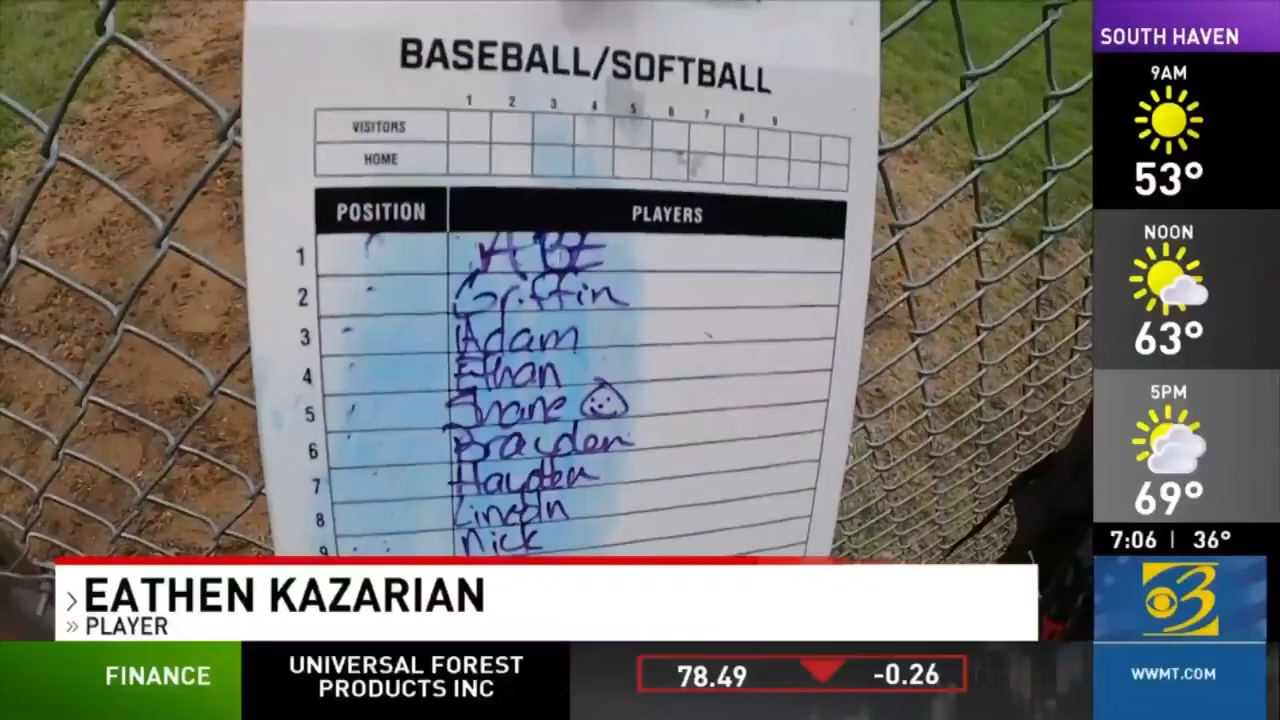 BASEBALL/SOFTBALL
1 2 3 4 5 6 7 8 9
VISITORS
HOME
POSITION PLAYERS
1 ABE
2 Griffin
3 Adam
4 Ethan
5 Shane
6 Brayden
7 Hayden
8 Lincoln
9 Nick
EATHEN KAZARIAN
PLAYER
FINANCE
UNIVERSAL FOREST
PRODUCTS INC
78.49 -0.26
SOUTH HAVEN
9AM
53°
NOON
63°
5PM
69°
7:06 | 36°
3
WWMT.COM